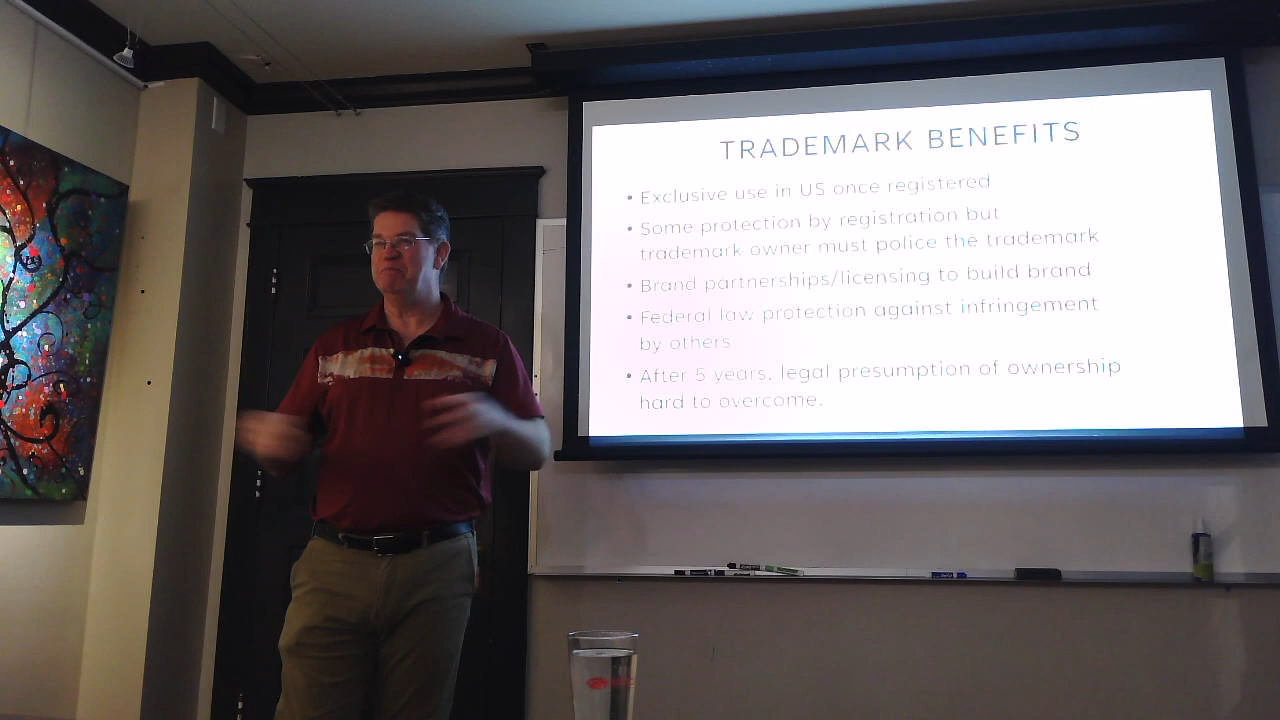 TRADEMARK BENEFITS
• Exclusive use in US once registered
• Some protection by registration but
trademark owner must police the trademark
• Brand partnerships/licensing to build brand
• Federal law protection against infringement
by others
• After 5 years, legal presumption of ownership
hard to overcome.